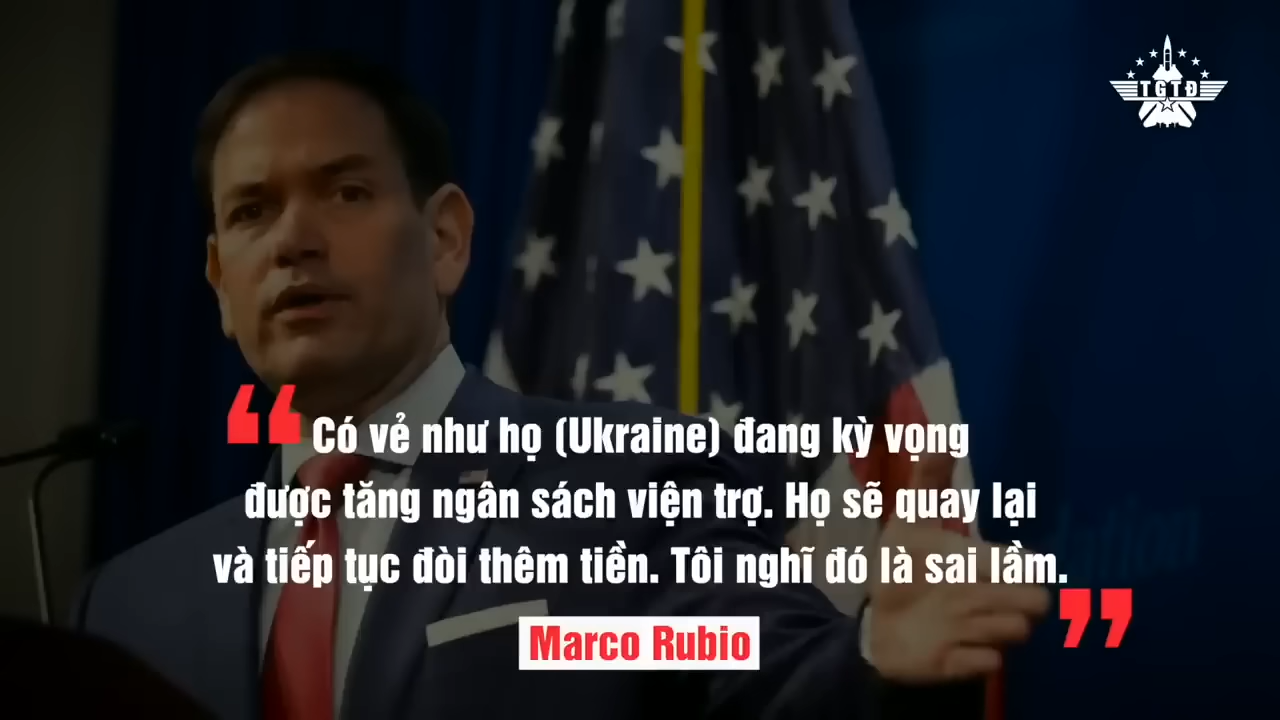 TGTĐ
Có vẻ như họ (Ukraine) đang kỳ vọng
được tăng ngân sách viện trợ. Họ sẽ quay lại
và tiếp tục đòi thêm tiền. Tôi nghĩ đó là sai lầm.
Marco Rubio